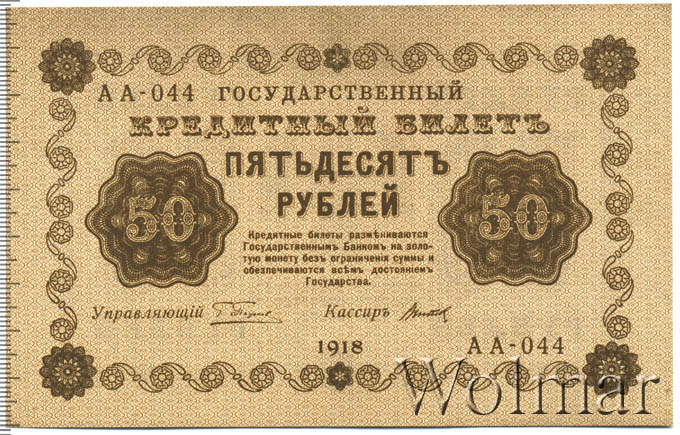 АА-044 ГОСУДАРСТВЕННЫЙ
КРЕДИТНЫЙ БИЛЕТЪ
ПЯТЬДЕСЯТЪ
РУБЛЕЙ
50
50
Кредитные билеты размѣниваются
Государственнымъ Банкомъ на золо-
тую монету безъ ограниченія суммы и
обезпечиваются всѣмъ достояніемъ
Государства.
Управляющій
Кассиръ
1918
АА-044
Wolmar